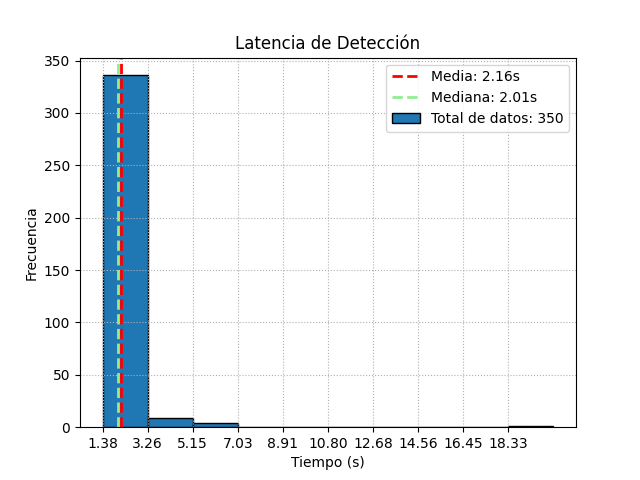 Latencia de Detección
Media: 2.16s
Mediana: 2.01s
Total de datos: 350
Frecuencia
350
300
250
200
150
100
50
0
1.38 3.26 5.15 7.03 8.91 10.80 12.68 14.56 16.45 18.33
Tiempo (s)